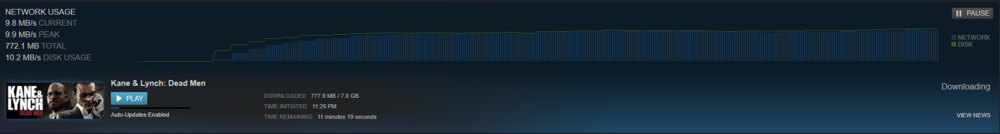 NETWORK USAGE
9.8 MB/s CURRENT
9.9 MB/s PEAK
772.1 MB TOTAL
10.2 MB/s DISK USAGE
PAUSE
NETWORK
DISK
KANE &
LYNCH
DEAD MEN
Kane & Lynch: Dead Men
PLAY
Auto-Updates Enabled
DOWNLOADED 777.9 MB / 7.0 GB
TIME INITIATED 11:26 PM
TIME REMAINING 11 minutes 19 seconds
Downloading
VIEW NEWS